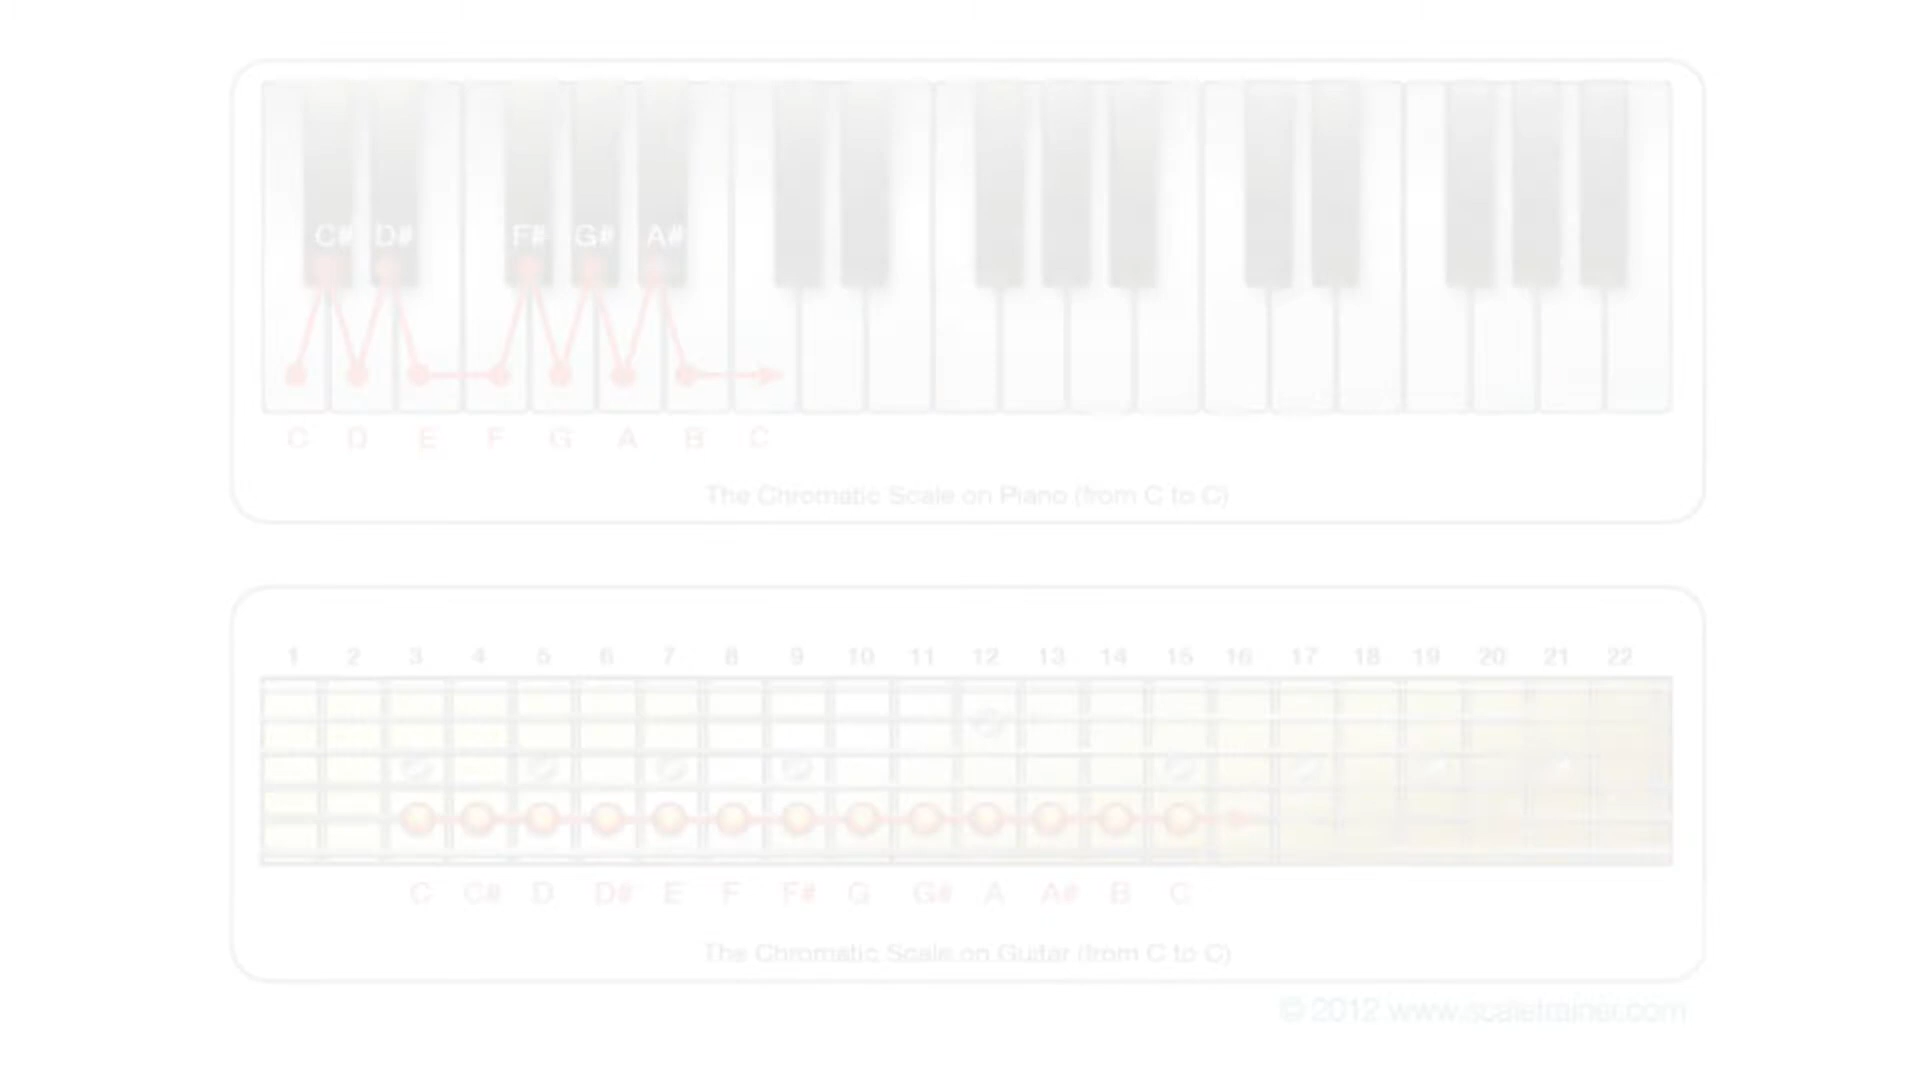 C# D# F# G# A#
C D E F G A B C
The Chromatic Scale on Piano (from C to C)
1 2 3 4 5 6 7 8 9 10 11 12 13 14 15 16 17 18 19 20 21 22
C C# D D# E F F# G G# A A# B C
The Chromatic Scale on Guitar (from C to C)
© 2012 www.scaletrainer.com